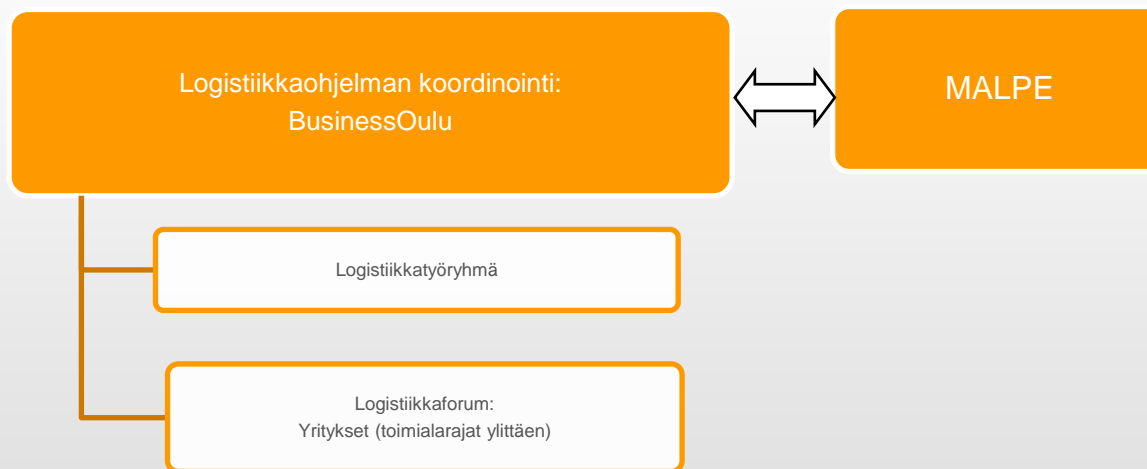 Logistiikkaohjelman koordinointi:
BusinessOulu
MALPE
Logistiikkatyöryhmä
Logistiikkaforum:
Yritykset (toimialarajat ylittäen)